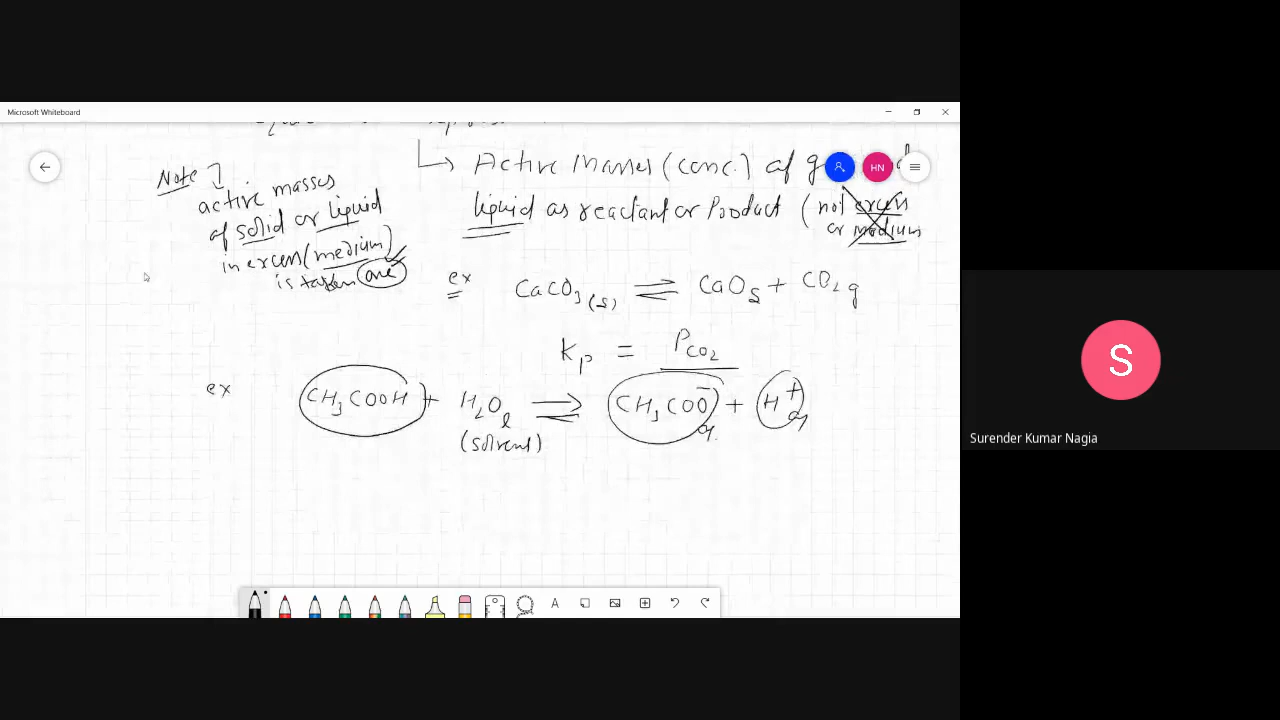 Microsoft Whiteboard
Note
active masses
of solid or liquid
in excess (medium)
is taken one
Active masses (conc.) of
liquid as reactant or Product (not excess
or medium
HN
ex CaCO3(s) ⇌ CaO s + CO2 g
Kp = PCO2
ex CH3COOH + H2O l ⇌ CH3COO⁻ aq. + H⁺ aq
(solvent)
A
S
Surender Kumar Nagia